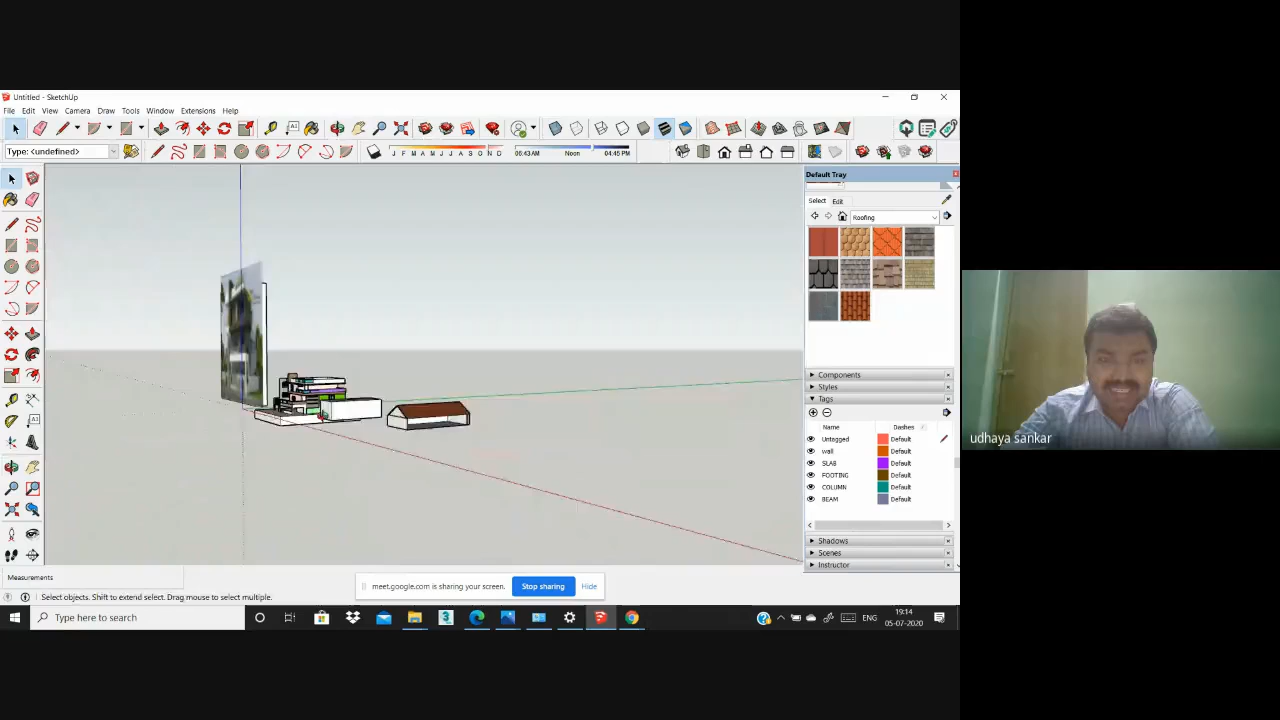 Untitled - SketchUp
File Edit View Camera Draw Tools Window Extensions Help
Type: <undefined>
J F M A M J J A S O N D
06:43AM Noon 04:45 PM
Default Tray
Select Edit
Roofing
Components
Styles
Tags
Name Dashes
Untagged Default
wall Default
SLAB Default
FOOTING Default
COLUMN Default
BEAM Default
Shadows
Scenes
Instructor
udhaya sankar
Measurements
meet.google.com is sharing your screen. Stop sharing Hide
Select objects. Shift to extend select. Drag mouse to select multiple.
Type here to search
ENG
19:14
05-07-2020